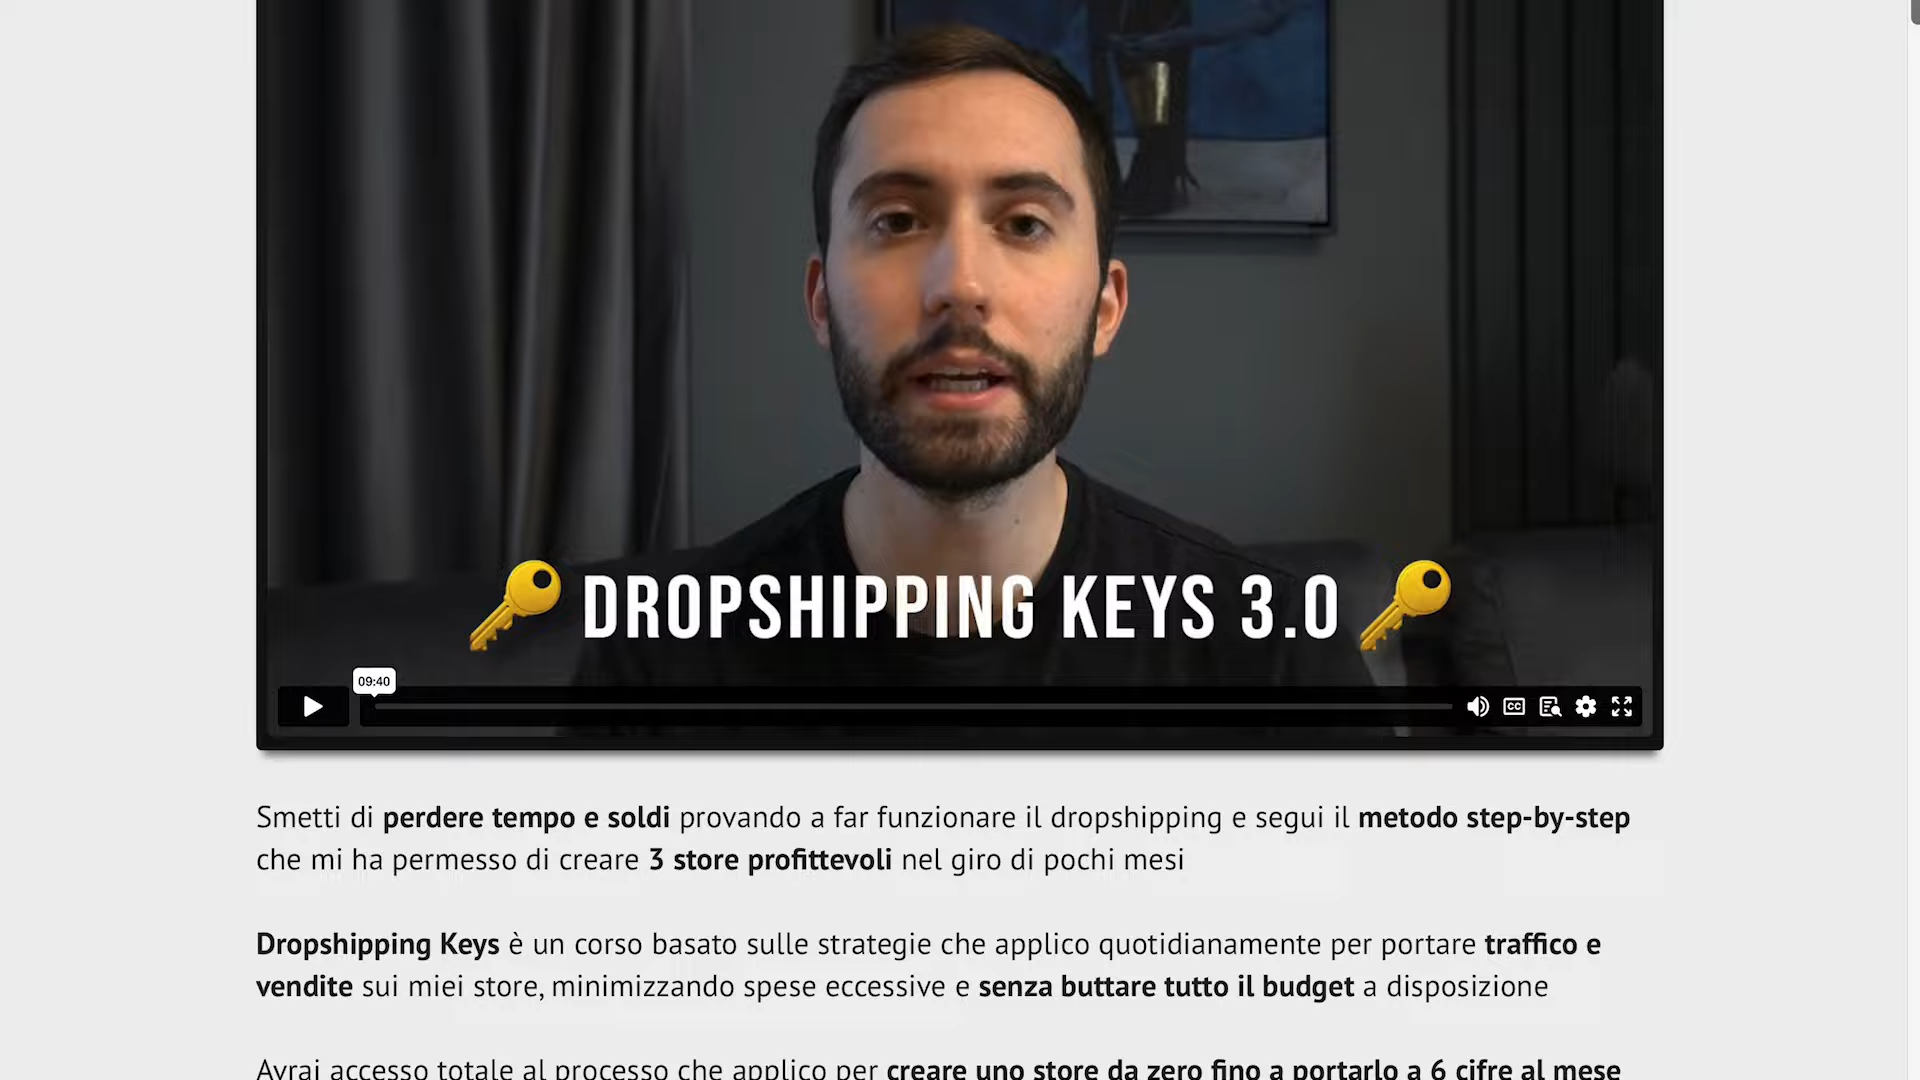 🔑 DROPSHIPPING KEYS 3.0 🔑
09:40
CC
Smetti di perdere tempo e soldi provando a far funzionare il dropshipping e segui il metodo step-by-step
che mi ha permesso di creare 3 store profittevoli nel giro di pochi mesi
Dropshipping Keys è un corso basato sulle strategie che applico quotidianamente per portare traffico e
vendite sui miei store, minimizzando spese eccessive e senza buttare tutto il budget a disposizione
Avrai accesso totale al processo che applico per creare uno store da zero fino a portarlo a 6 cifre al mese